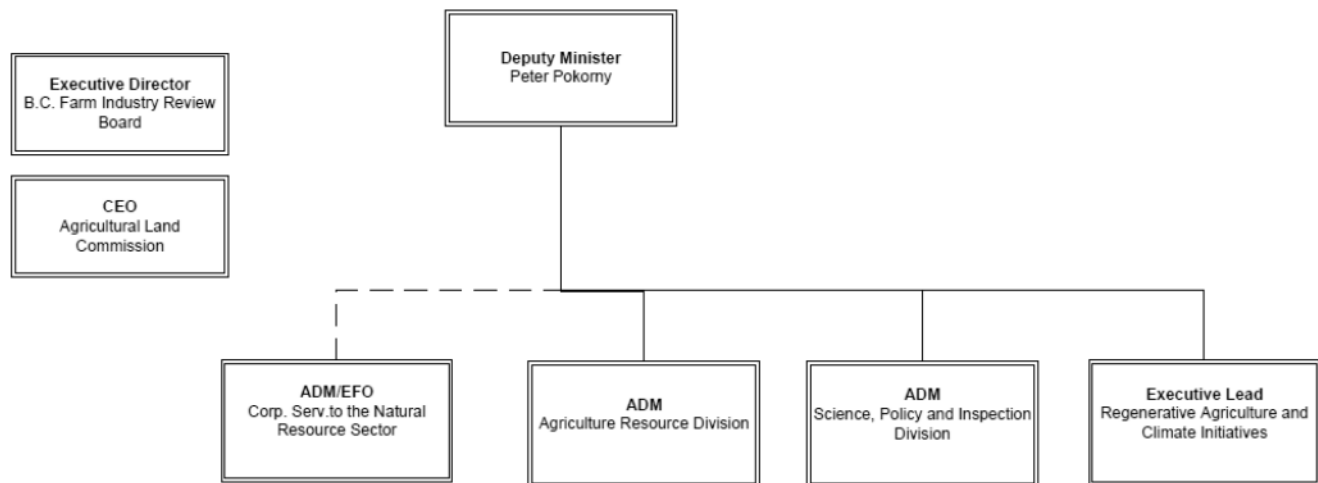 Deputy Minister
Peter Pokorny
Executive Director
B.C. Farm Industry Review
Board
CEO
Agricultural Land
Commission
ADM/EFO
Corp. Serv.to the Natural
Resource Sector
ADM
Agriculture Resource Division
ADM
Science, Policy and Inspection
Division
Executive Lead
Regenerative Agriculture and
Climate Initiatives